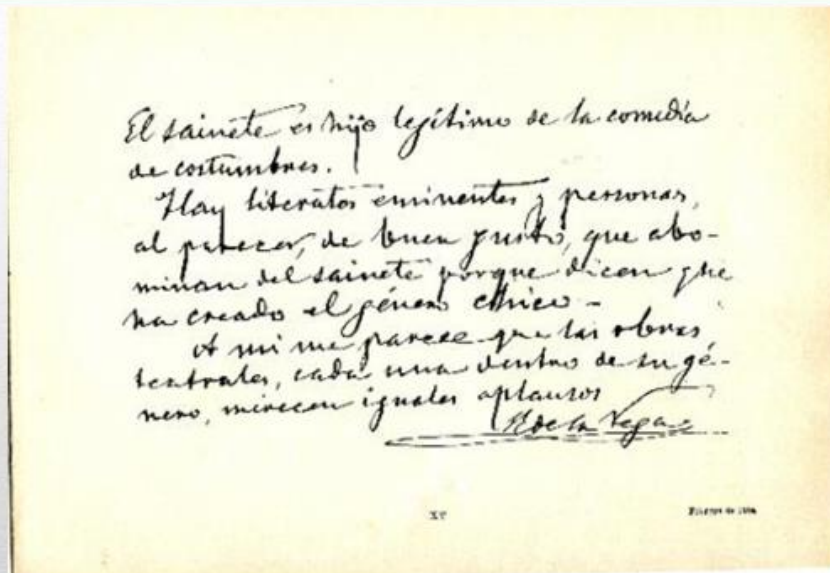 El sainete es hijo legítimo de la comedia
de costumbres.
Hay literatos eminentes y personas,
al parecer, de buen gusto, que abo-
minan del sainete porque dicen que
ha creado el género chico -
A mi me parece que las obras
teatrales, cada una dentro de su gé-
nero, merecen iguales aplausos
R de la Vega
XV
de